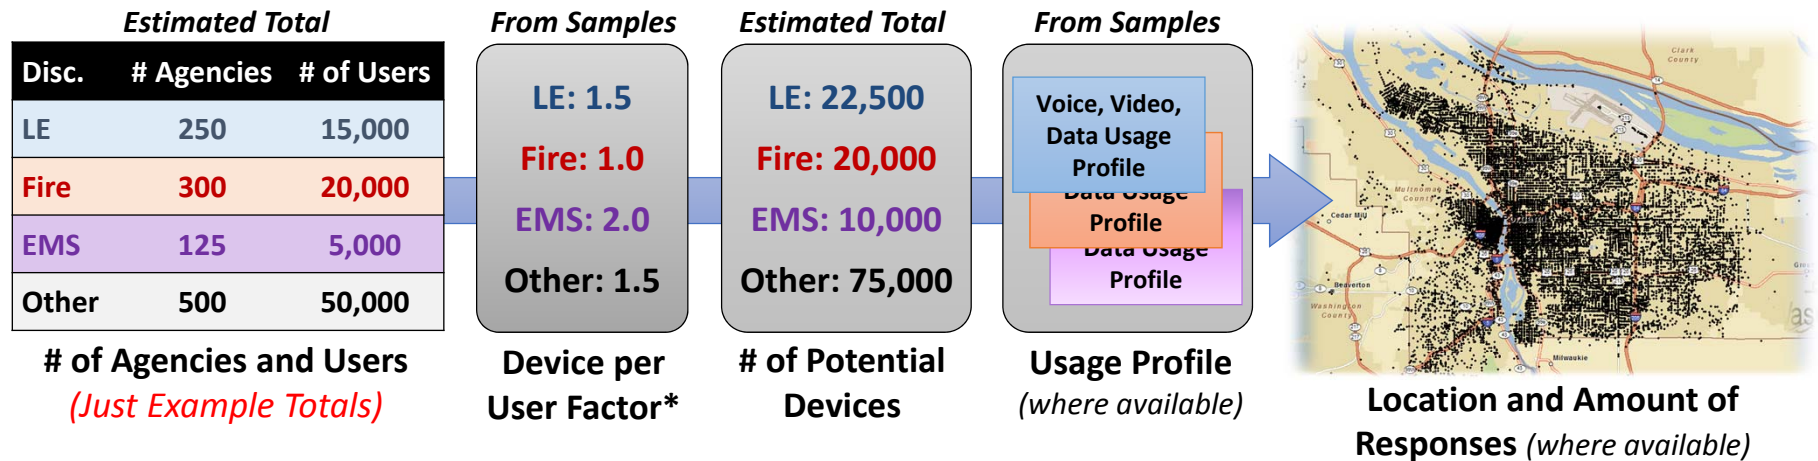 Estimated Total
Disc. # Agencies # of Users
LE 250 15,000
Fire 300 20,000
EMS 125 5,000
Other 500 50,000
# of Agencies and Users
(Just Example Totals)
From Samples
LE: 1.5
Fire: 1.0
EMS: 2.0
Other: 1.5
Device per
User Factor*
Estimated Total
LE: 22,500
Fire: 20,000
EMS: 10,000
Other: 75,000
# of Potential
Devices
From Samples
Voice, Video,
Data Usage
Profile
Data Usage
Profile
Data Usage
Profile
Usage Profile
(where available)
Clark
County
Multnomah
County
Cedar Mill
Beaverton
Washington
County
Milwaukie
Location and Amount of
Responses (where available)